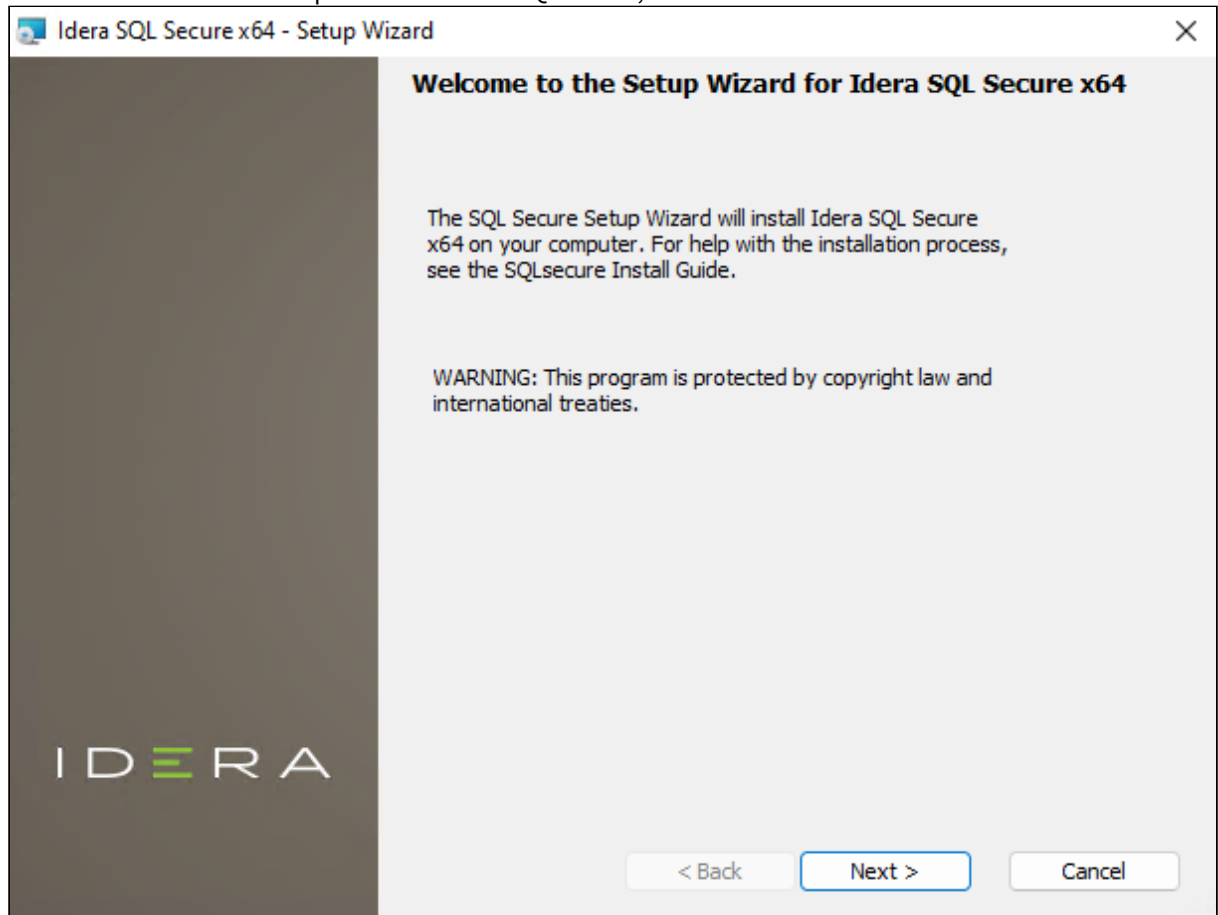 Idera SQL Secure x64 - Setup Wizard
Welcome to the Setup Wizard for Idera SQL Secure x64
The SQL Secure Setup Wizard will install Idera SQL Secure
x64 on your computer. For help with the installation process,
see the SQLsecure Install Guide.
WARNING: This program is protected by copyright law and
international treaties.
IDERA
< Back Next > Cancel